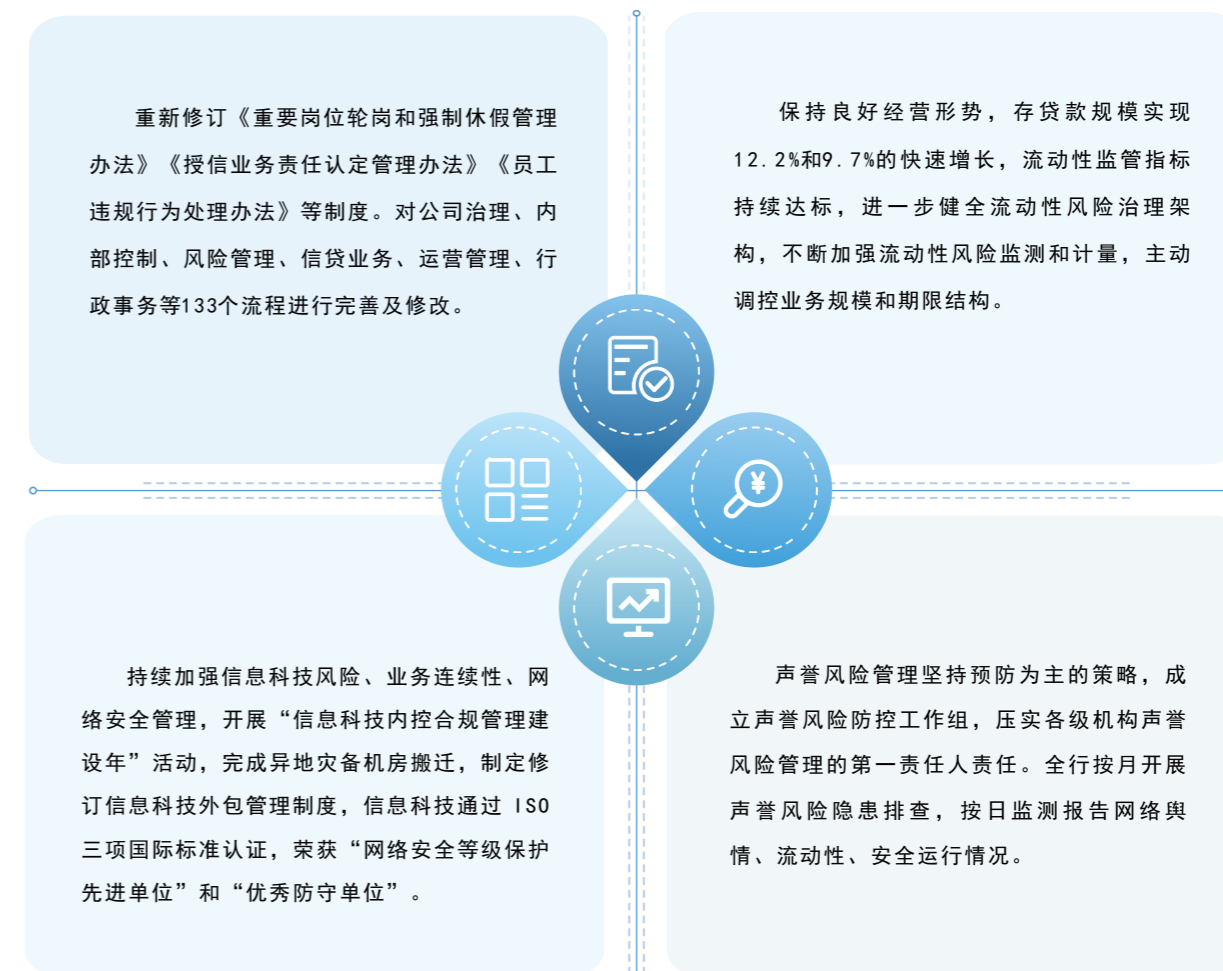 重新修订《重要岗位轮岗和强制休假管理
办法》《授信业务责任认定管理办法》《员工
违规行为处理办法》等制度。对公司治理、内
部控制、风险管理、信贷业务、运营管理、行
政事务等133个流程进行完善及修改。
保持良好经营形势，存贷款规模实现
12.2%和9.7%的快速增长，流动性监管指标
持续达标，进一步健全流动性风险治理架
构，不断加强流动性风险监测和计量，主动
调控业务规模和期限结构。
¥
持续加强信息科技风险、业务连续性、网
络安全管理，开展“信息科技内控合规管理建
设年”活动，完成异地灾备机房搬迁，制定修
订信息科技外包管理制度，信息科技通过 ISO
三项国际标准认证，荣获“网络安全等级保护
先进单位”和“优秀防守单位”。
声誉风险管理坚持预防为主的策略，成
立声誉风险防控工作组，压实各级机构声誉
风险管理的第一责任人责任。全行按月开展
声誉风险隐患排查，按日监测报告网络舆
情、流动性、安全运行情况。